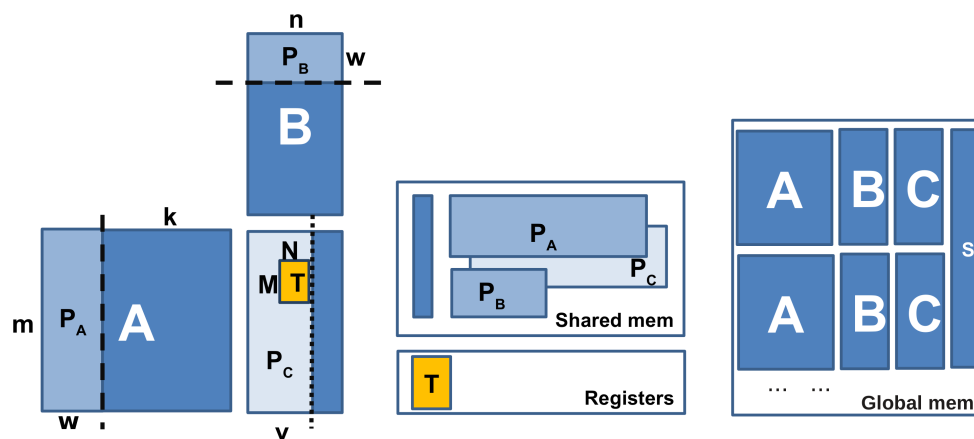 n
P_B
w
B
k
m
P_A
A
w
N
M
T
P_C
v
P_A
P_C
P_B
Shared mem
T
Registers
A B C
S
A B C
... ...
Global mem